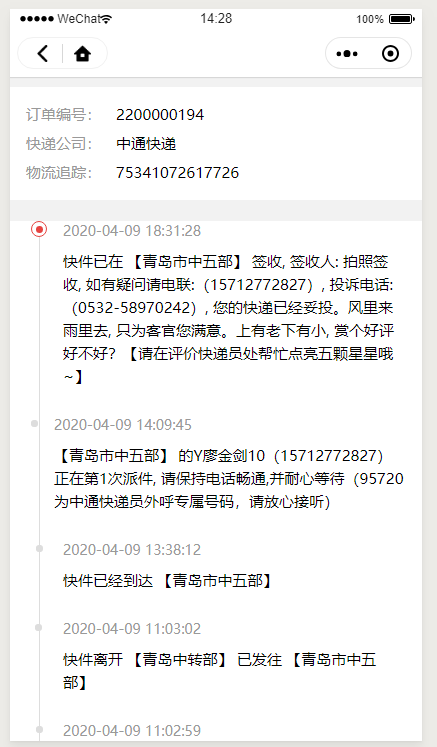 WeChat 14:28 100%
订单编号： 2200000194
快递公司： 中通快递
物流追踪： 75341072617726
2020-04-09 18:31:28
快件已在 【青岛市中五部】 签收, 签收人: 拍照签
收, 如有疑问请电联:（15712772827）, 投诉电话:
（0532-58970242）, 您的快递已经妥投。风里来
雨里去, 只为客官您满意。上有老下有小, 赏个好评
好不好？【请在评价快递员处帮忙点亮五颗星星哦
~】
2020-04-09 14:09:45
【青岛市中五部】 的Y廖金剑10（15712772827）
正在第1次派件, 请保持电话畅通,并耐心等待（95720
为中通快递员外呼专属号码，请放心接听）
2020-04-09 13:38:12
快件已经到达 【青岛市中五部】
2020-04-09 11:03:02
快件离开 【青岛中转部】 已发往 【青岛市中五
部】
2020-04-09 11:02:59